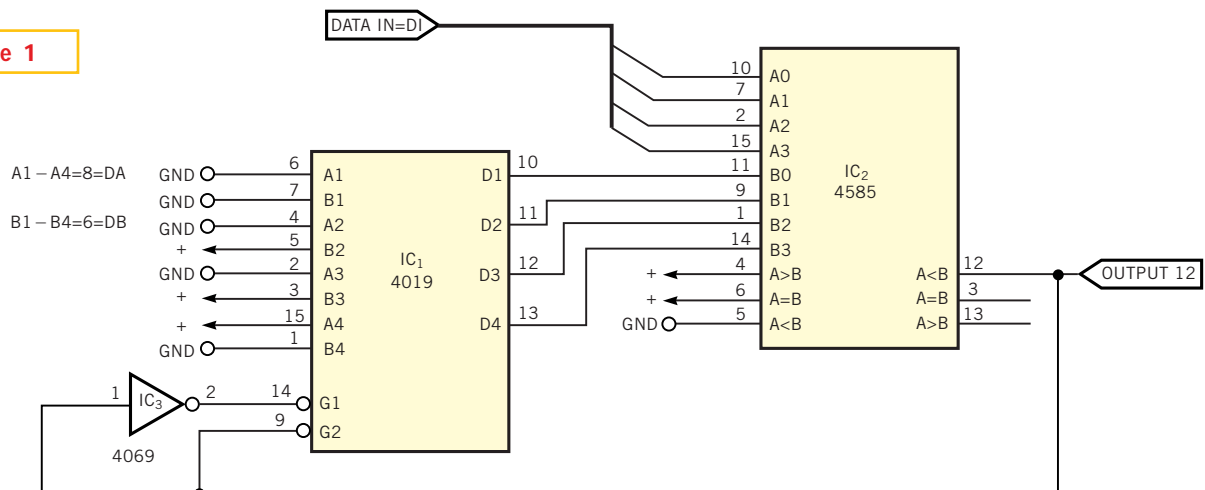 e 1
DATA IN=DI
A1–A4=8=DA
B1–B4=6=DB
GND 6 A1
GND 7 B1
GND 4 A2
+ 5 B2
GND 2 A3
+ 3 B3
+ 15 A4
GND 1 B4
14 G1
9 G2
IC1
4019
D1 10
D2 11
D3 12
D4 13
1 IC3 2
4069
10 A0
7 A1
2 A2
15 A3
11 B0
9 B1
1 B2
14 B3
+ 4 A>B
+ 6 A=B
GND 5 A<B
IC2
4585
A<B 12
A=B 3
A>B 13
OUTPUT 12